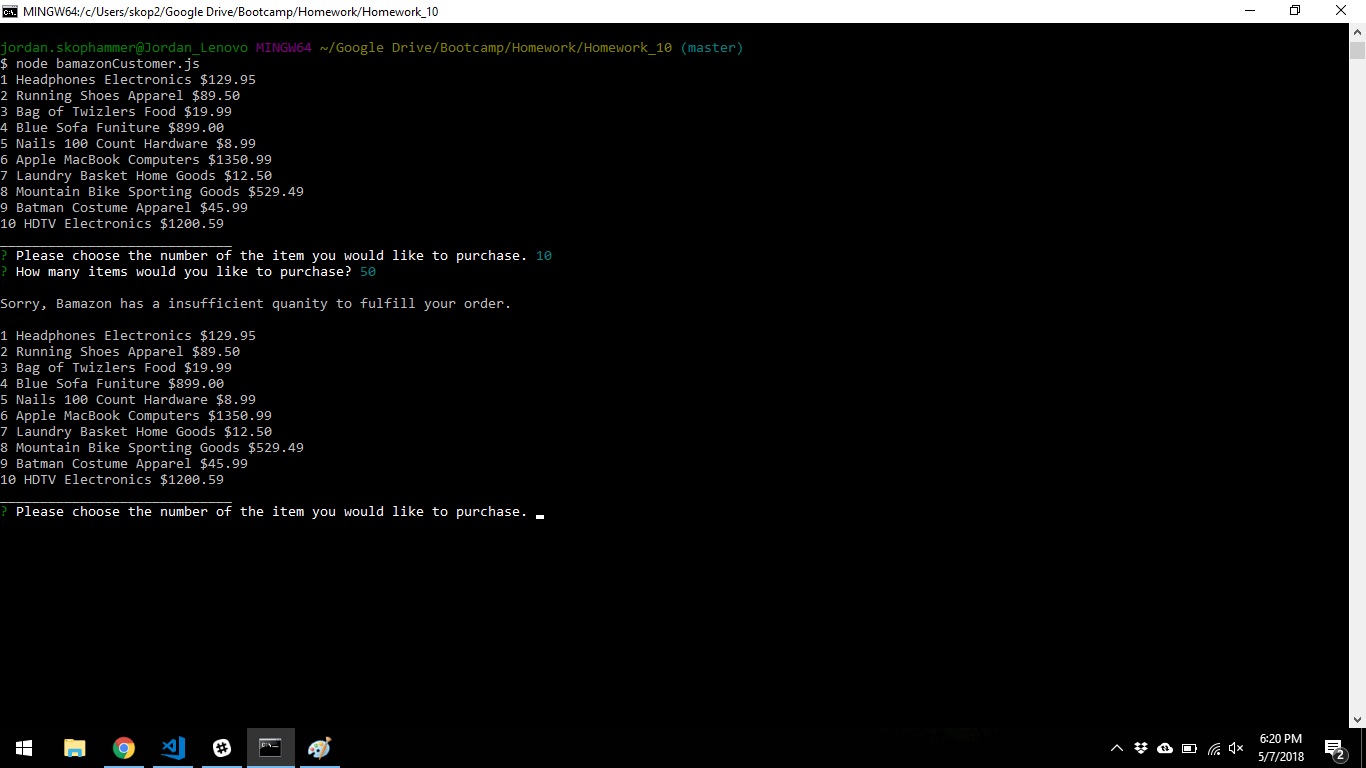 MINGW64:/c/Users/skop2/Google Drive/Bootcamp/Homework/Homework_10
jordan.skophammer@Jordan_Lenovo MINGW64 ~/Google Drive/Bootcamp/Homework/Homework_10 (master)
$ node bamazonCustomer.js
1 Headphones Electronics $129.95
2 Running Shoes Apparel $89.50
3 Bag of Twizlers Food $19.99
4 Blue Sofa Funiture $899.00
5 Nails 100 Count Hardware $8.99
6 Apple MacBook Computers $1350.99
7 Laundry Basket Home Goods $12.50
8 Mountain Bike Sporting Goods $529.49
9 Batman Costume Apparel $45.99
10 HDTV Electronics $1200.59
_____________________________
? Please choose the number of the item you would like to purchase. 10
? How many items would you like to purchase? 50
Sorry, Bamazon has a insufficient quanity to fulfill your order.
1 Headphones Electronics $129.95
2 Running Shoes Apparel $89.50
3 Bag of Twizlers Food $19.99
4 Blue Sofa Funiture $899.00
5 Nails 100 Count Hardware $8.99
6 Apple MacBook Computers $1350.99
7 Laundry Basket Home Goods $12.50
8 Mountain Bike Sporting Goods $529.49
9 Batman Costume Apparel $45.99
10 HDTV Electronics $1200.59
_____________________________
? Please choose the number of the item you would like to purchase.
6:20 PM
5/7/2018
2